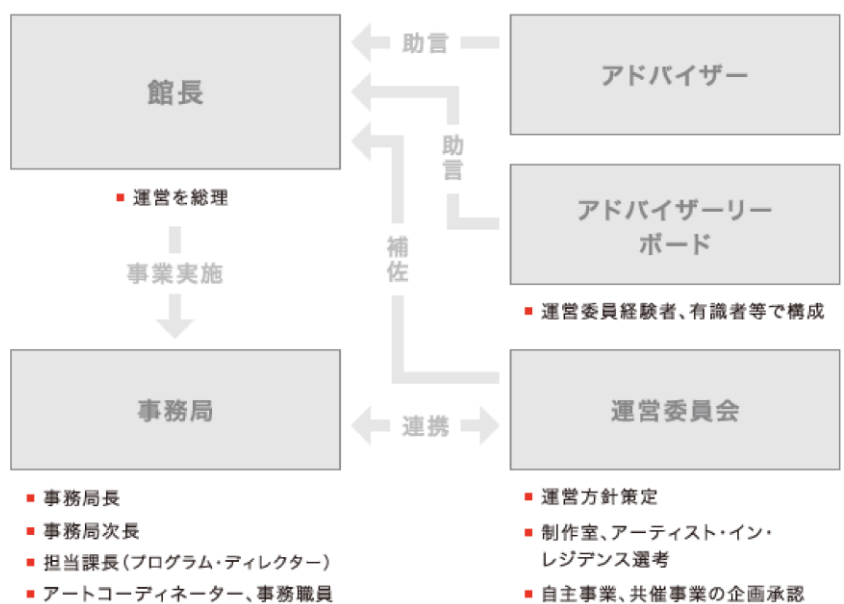 館長
■ 運営を総理
事業実施
助言
アドバイザー
助言
アドバイザーリー
ボード
■ 運営委員経験者、有識者等で構成
補佐
事務局
連携
運営委員会
■ 事務局長
■ 事務局次長
■ 担当課長(プログラム・ディレクター)
■ アートコーディネーター、事務職員
■ 運営方針策定
■ 制作室、アーティスト・イン・
レジデンス選考
■ 自主事業、共催事業の企画承認